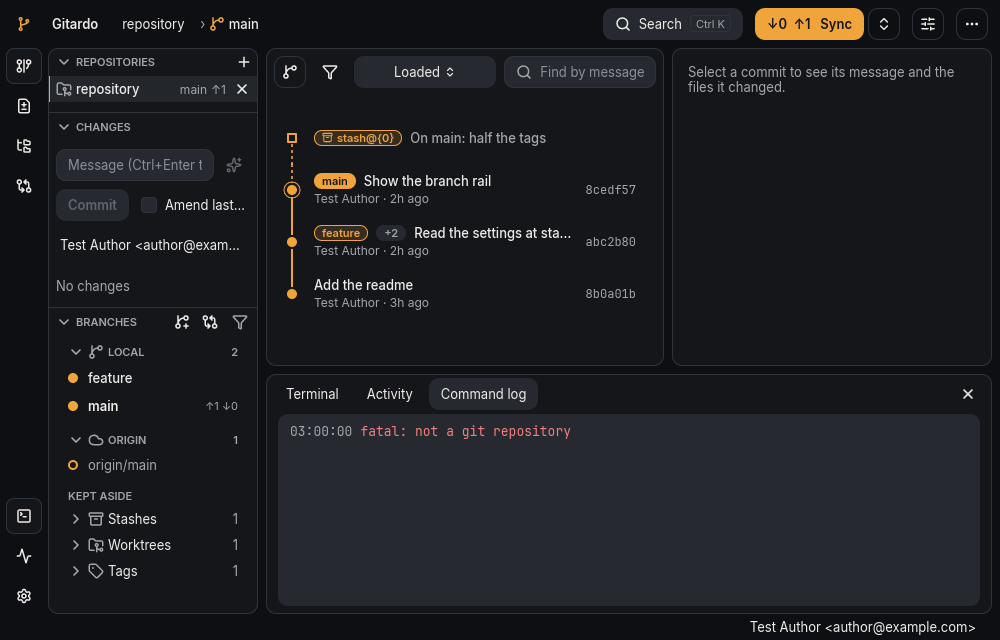 Gitardo repository › main Search Ctrl K ↓0 ↑1 Sync
REPOSITORIES
repository main ↑1
CHANGES
Message (Ctrl+Enter t
Commit Amend last...
Test Author <author@exam...
No changes
BRANCHES
LOCAL 2
feature
main ↑1 ↓0
ORIGIN 1
origin/main
KEPT ASIDE
Stashes 1
Worktrees 1
Tags 1
Loaded Find by message
stash@{0} On main: half the tags
main Show the branch rail
Test Author · 2h ago 8cedf57
feature +2 Read the settings at sta...
Test Author · 2h ago abc2b80
Add the readme
Test Author · 3h ago 8b0a01b
Select a commit to see its message and the
files it changed.
Terminal Activity Command log
03:00:00 fatal: not a git repository
Test Author <author@example.com>